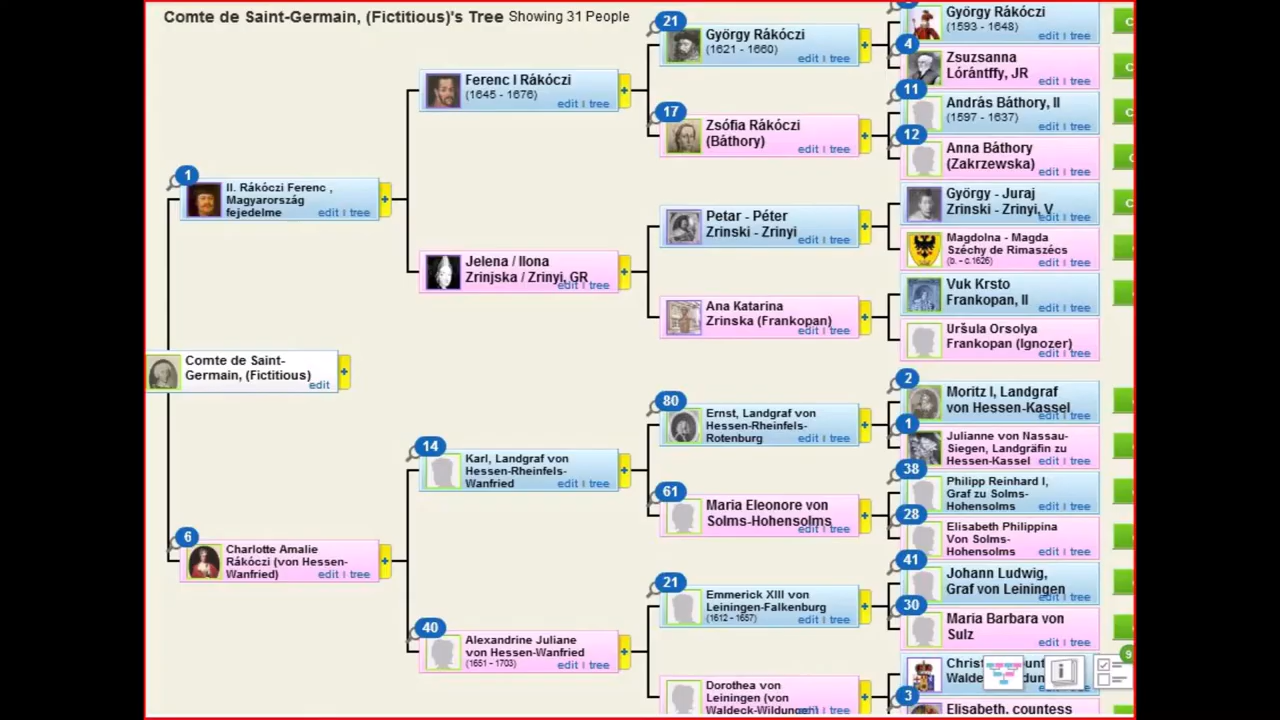 Comte de Saint-Germain, (Fictitious)'s Tree Showing 31 People
1
II. Rákóczi Ferenc ,
Magyarország
fejedelme
edit | tree
Comte de Saint-
Germain, (Fictitious)
edit
6
Charlotte Amalie
Rákóczi (von Hessen-
Wanfried)
edit | tree
Ferenc I Rákóczi
(1645 - 1676)
edit | tree
Jelena / Ilona
Zrinjska / Zrinyi, GR
edit | tree
14
Karl, Landgraf von
Hessen-Rheinfels-
Wanfried
edit | tree
40
Alexandrine Juliane
von Hessen-Wanfried
(1651 - 1703)
edit | tree
21
György Rákóczi
(1621 - 1660)
edit | tree
17
Zsófia Rákóczi
(Báthory)
edit | tree
Petar - Péter
Zrinski - Zrinyi
edit | tree
Ana Katarina
Zrinska (Frankopan)
edit | tree
80
Ernst, Landgraf von
Hessen-Rheinfels-
Rotenburg
edit | tree
61
Maria Eleonore von
Solms-Hohensolms
edit | tree
21
Emmerick XIII von
Leiningen-Falkenburg
(1612 - 1657)
edit | tree
Dorothea von
Leiningen (von
Waldeck-Wildungen)
edit | tree
György Rákóczi
(1593 - 1648)
edit | tree
4
Zsuzsanna
Lórántffy, JR
edit | tree
11
András Báthory, II
(1597 - 1637)
edit | tree
12
Anna Báthory
(Zakrzewska)
edit | tree
György - Juraj
Zrinski - Zrinyi, V
edit | tree
Magdolna - Magda
Széchy de Rimaszécs
(b. - c.1626)
edit | tree
Vuk Krsto
Frankopan, II
edit | tree
Uršula Orsolya
Frankopan (Ignozer)
edit | tree
2
Moritz I, Landgraf
von Hessen-Kassel
edit | tree
1
Julianne von Nassau-
Siegen, Landgräfin zu
Hessen-Kassel
edit | tree
38
Philipp Reinhard I,
Graf zu Solms-
Hohensolms
edit | tree
28
Elisabeth Philippina
Von Solms-
Hohensolms
edit | tree
41
Johann Ludwig,
Graf von Leiningen
edit | tree
30
Maria Barbara von
Sulz
edit | tree
9
3
Elisabeth, countess